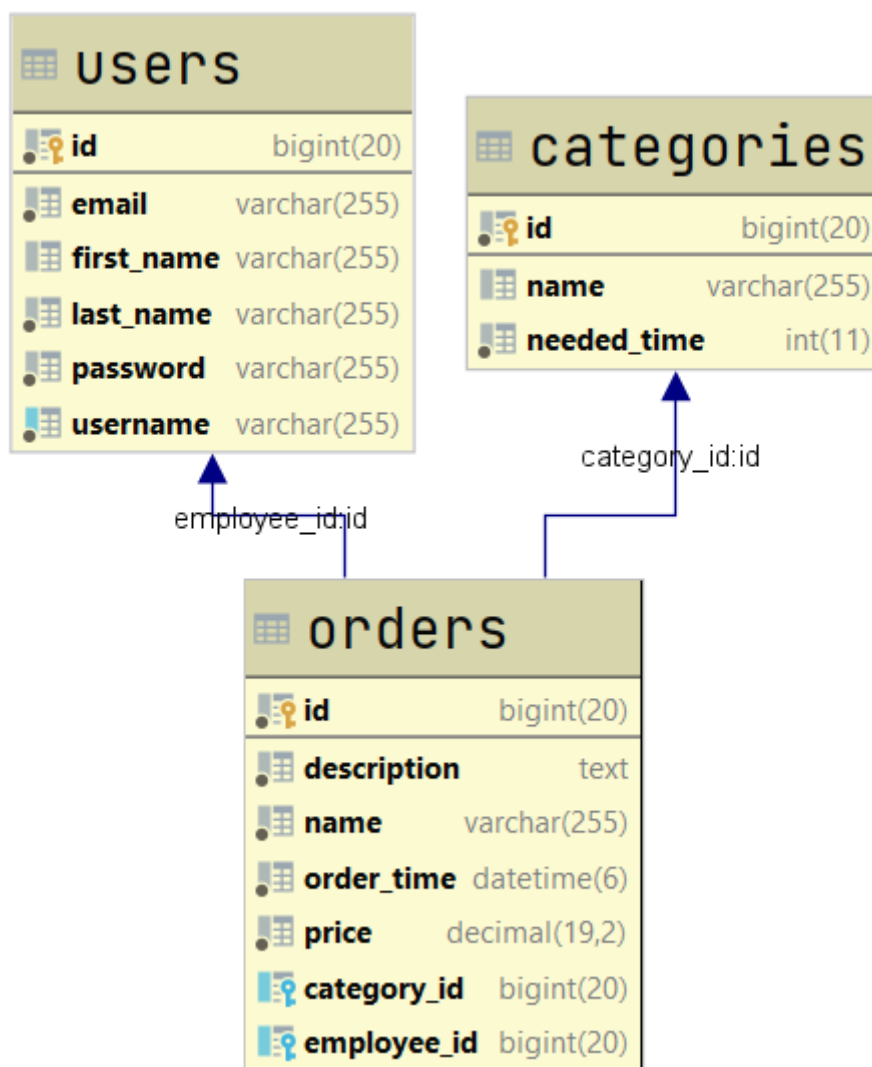 users
id bigint(20)
email varchar(255)
first_name varchar(255)
last_name varchar(255)
password varchar(255)
username varchar(255)
categories
id bigint(20)
name varchar(255)
needed_time int(11)
employee_id:id
category_id:id
orders
id bigint(20)
description text
name varchar(255)
order_time datetime(6)
price decimal(19,2)
category_id bigint(20)
employee_id bigint(20)